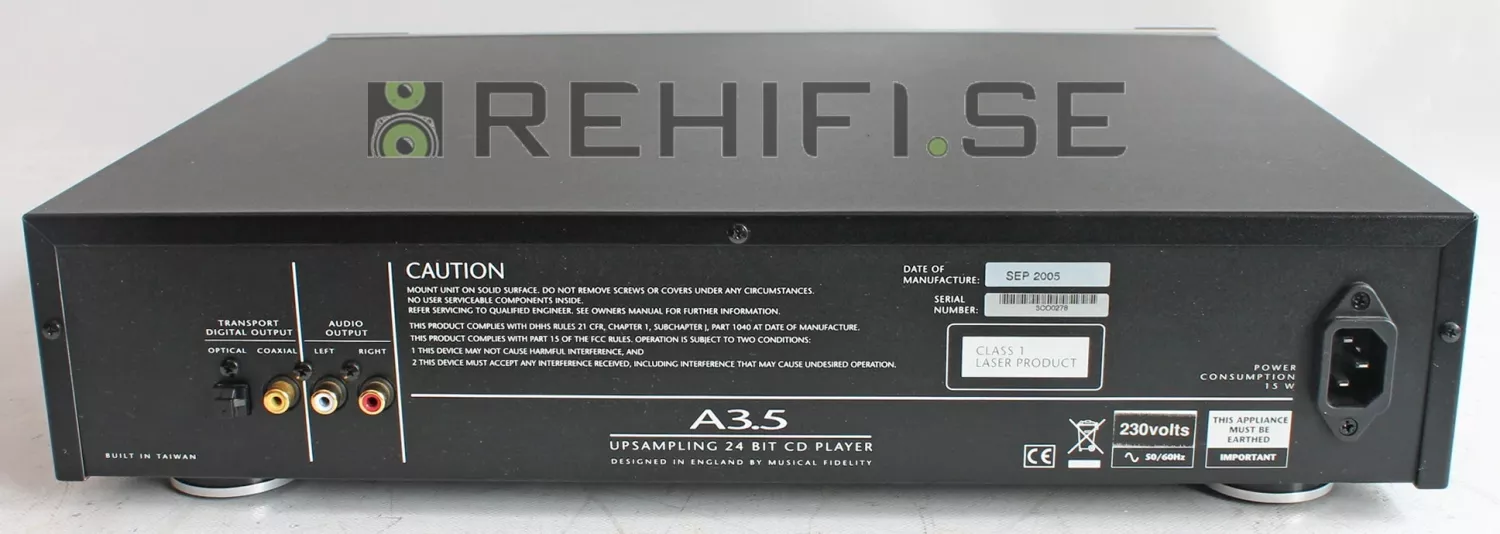 REHIFI.SE
CAUTION
MOUNT UNIT ON SOLID SURFACE. DO NOT REMOVE SCREWS OR COVERS UNDER ANY CIRCUMSTANCES.
NO USER SERVICEABLE COMPONENTS INSIDE.
REFER SERVICING TO QUALIFIED ENGINEER. SEE OWNERS MANUAL FOR FURTHER INFORMATION.
THIS PRODUCT COMPLIES WITH DHHS RULES 21 CFR, CHAPTER 1, SUBCHAPTER J, PART 1040 AT DATE OF MANUFACTURE.
THIS PRODUCT COMPLIES WITH PART 15 OF THE FCC RULES. OPERATION IS SUBJECT TO TWO CONDITIONS:
1 THIS DEVICE MAY NOT CAUSE HARMFUL INTERFERENCE, AND
2 THIS DEVICE MUST ACCEPT ANY INTERFERENCE RECEIVED, INCLUDING INTERFERENCE THAT MAY CAUSE UNDESIRED OPERATION.
DATE OF
MANUFACTURE: SEP 2005
SERIAL
NUMBER: SOD0278
CLASS 1
LASER PRODUCT
TRANSPORT
DIGITAL OUTPUT
OPTICAL COAXIAL
AUDIO
OUTPUT
LEFT RIGHT
POWER
CONSUMPTION
15 W
A3.5
UPSAMPLING 24 BIT CD PLAYER
DESIGNED IN ENGLAND BY MUSICAL FIDELITY
BUILT IN TAIWAN
CE
230volts
50/60Hz
THIS APPLIANCE
MUST BE
EARTHED
IMPORTANT